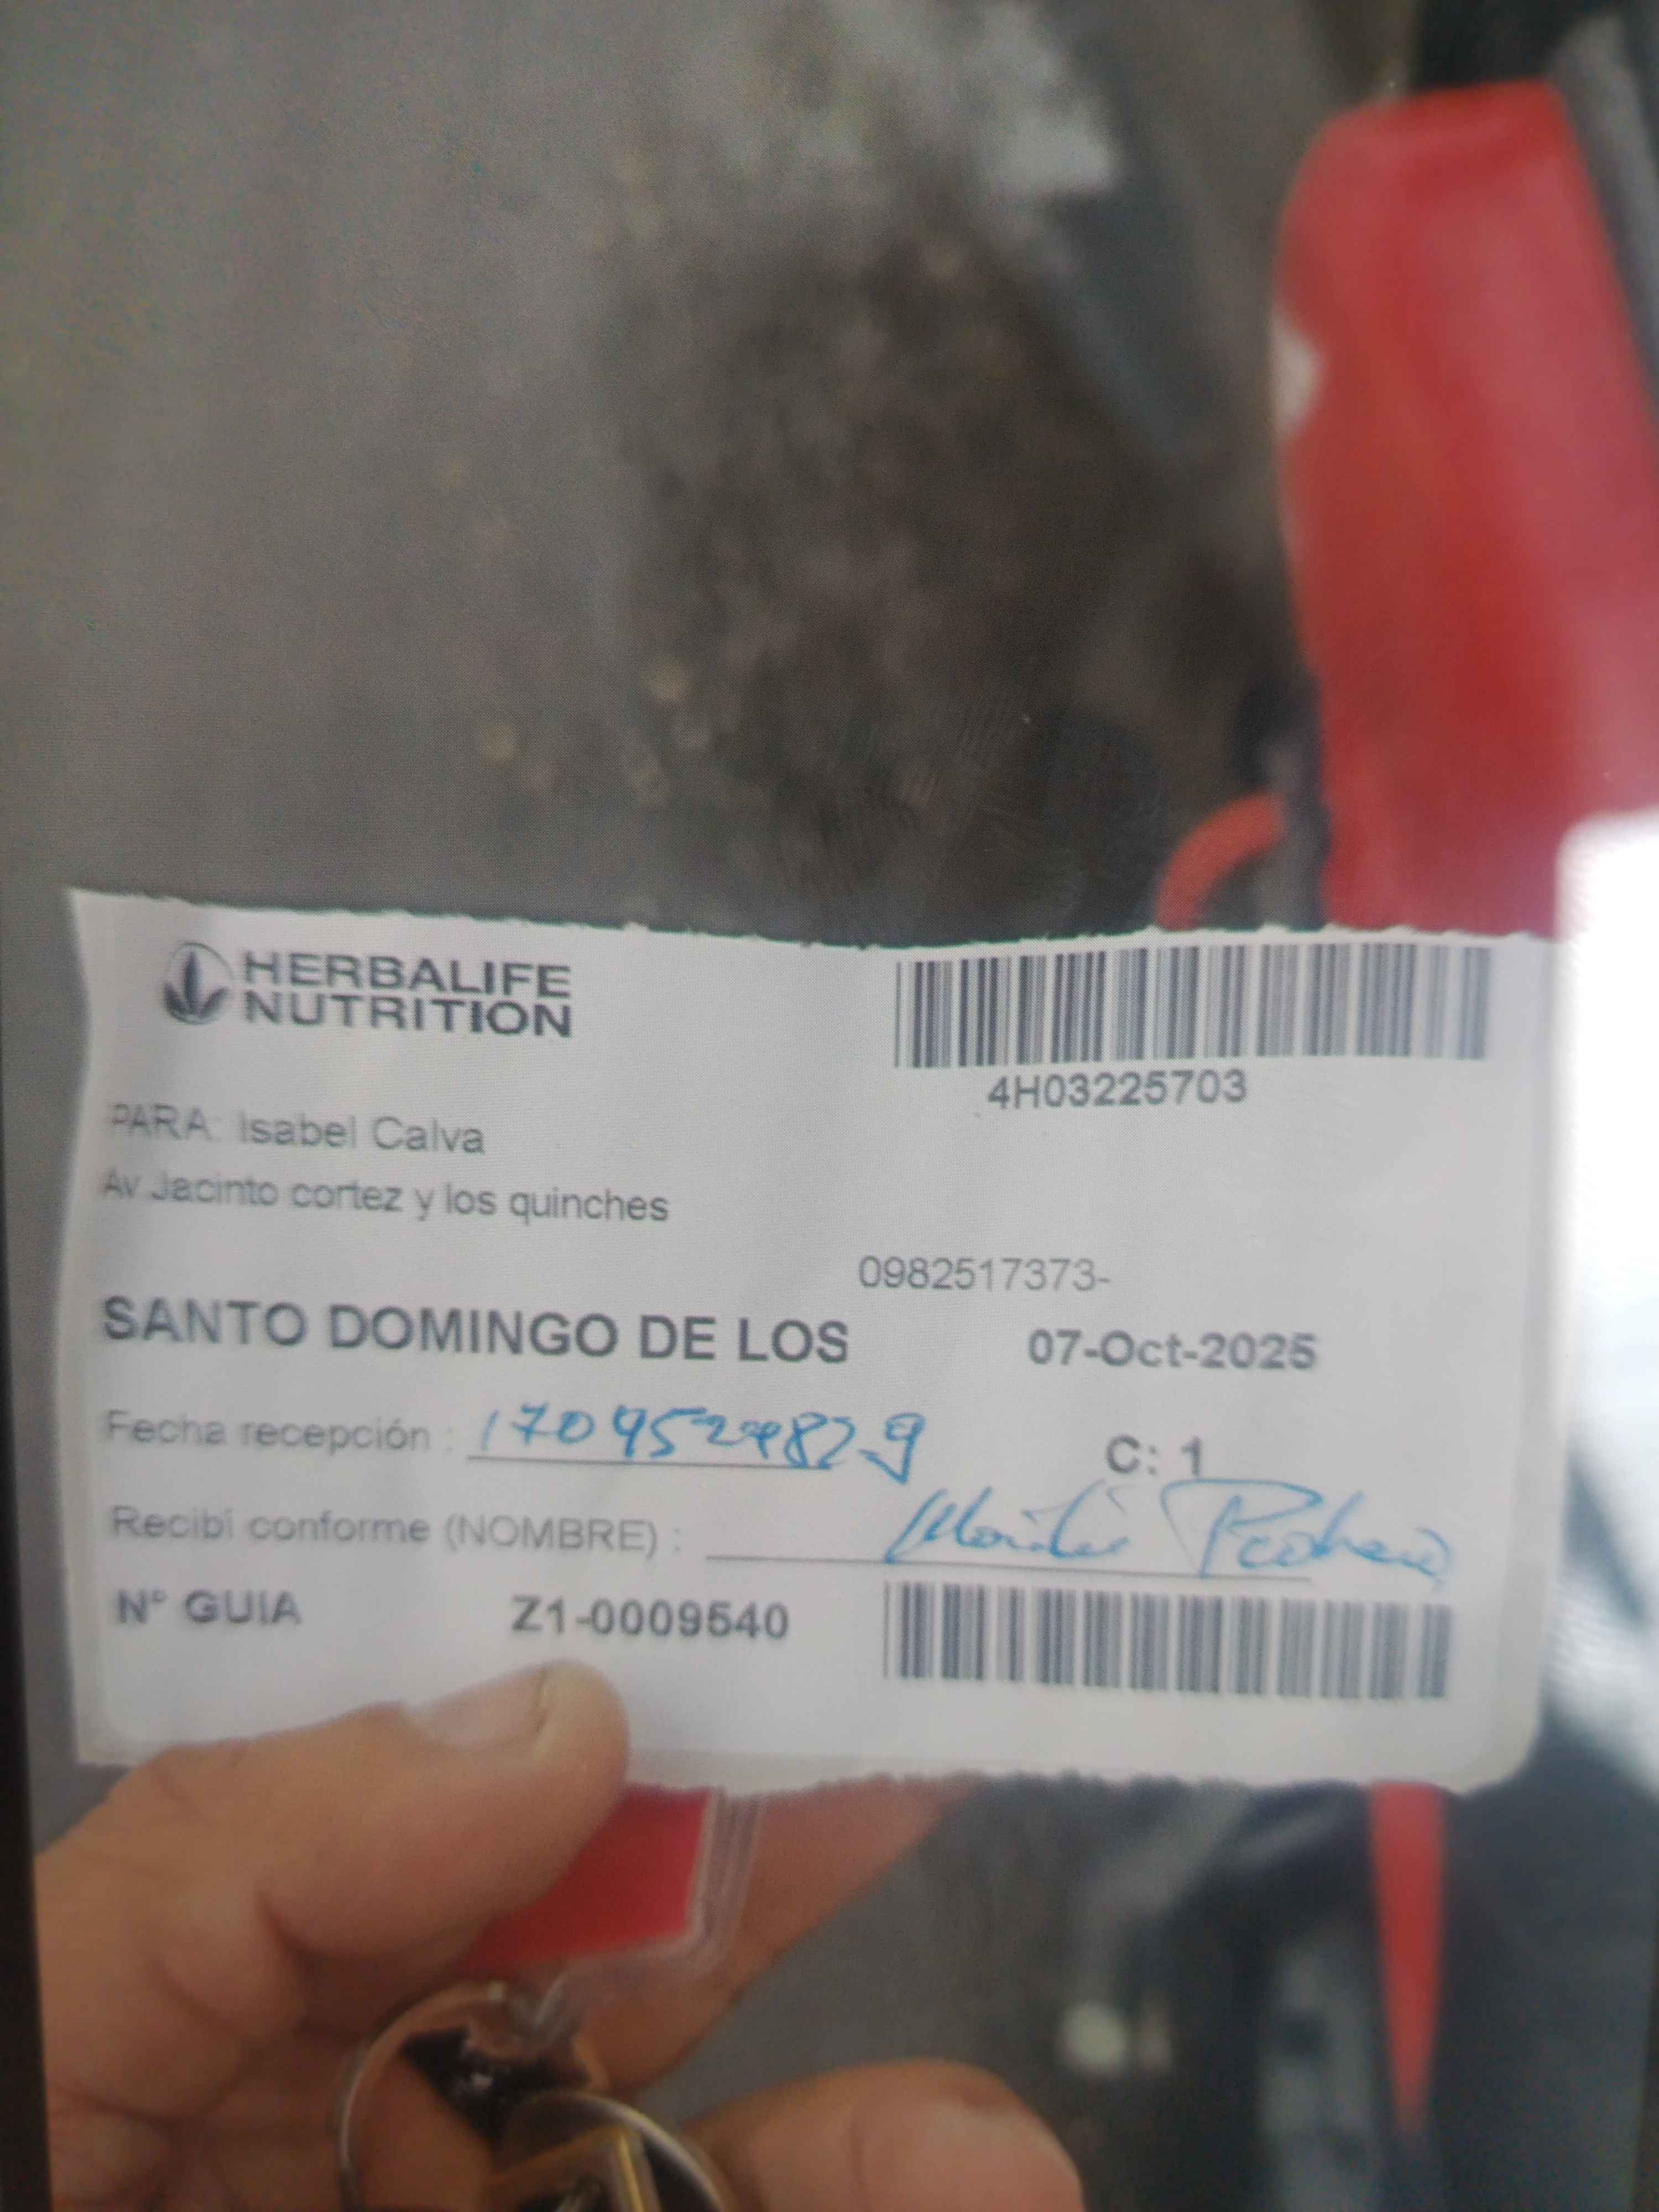 HERBALIFE
NUTRITION
4H03225703
PARA: Isabel Calva
Av Jacinto cortez y los quinches
0982517373-
SANTO DOMINGO DE LOS
07-Oct-2025
Fecha recepción :
C: 1
Recibí conforme (NOMBRE) :
N° GUIA Z1-0009540